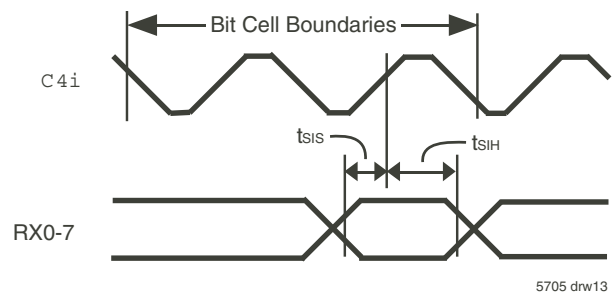 Bit Cell Boundaries
C4i
tSIS
tSIH
RX0-7
5705 drw13